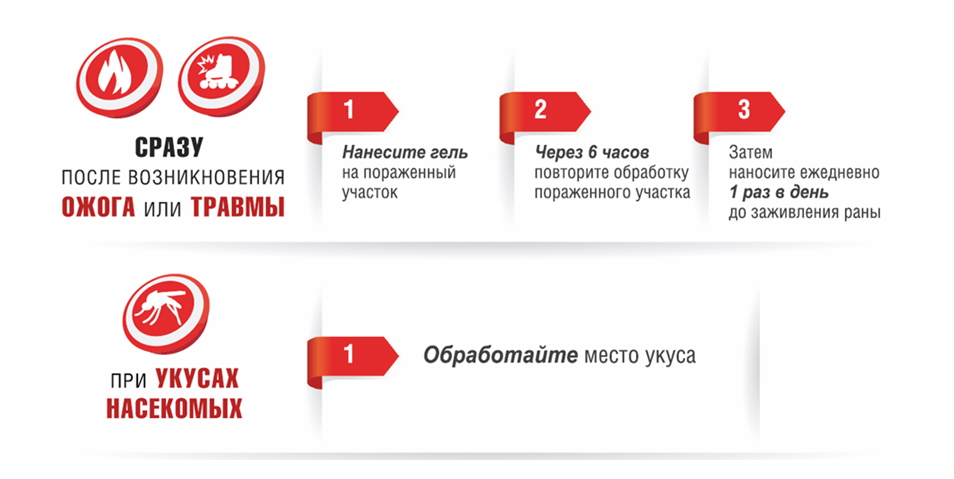 СРАЗУ
ПОСЛЕ ВОЗНИКНОВЕНИЯ
ОЖОГА ИЛИ ТРАВМЫ
1
Нанесите гель
на пораженный
участок
2
Через 6 часов
повторите обработку
пораженного участка
3
Затем
наносите ежедневно
1 раз в день
до заживления раны
ПРИ УКУСАХ
НАСЕКОМЫХ
1
Обработайте место укуса